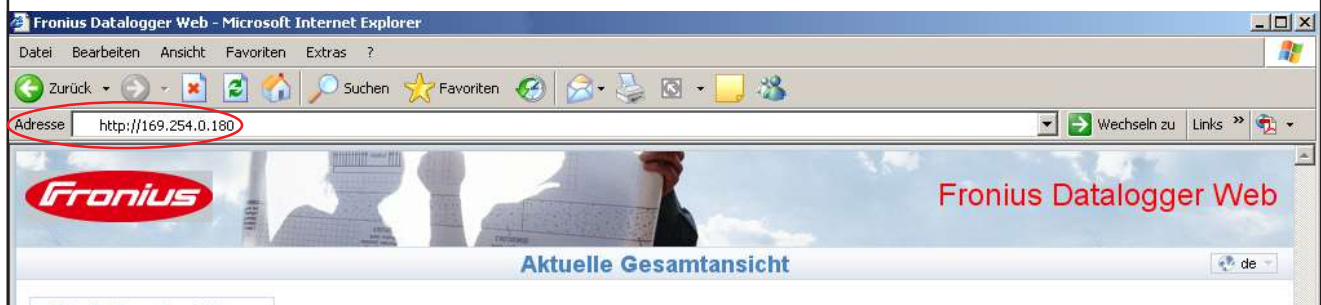 Fronius Datalogger Web - Microsoft Internet Explorer
Datei Bearbeiten Ansicht Favoriten Extras ?
Zurück Suchen Favoriten
Adresse http://169.254.0.180 Wechseln zu Links »
Fronius Fronius Datalogger Web
Aktuelle Gesamtansicht de